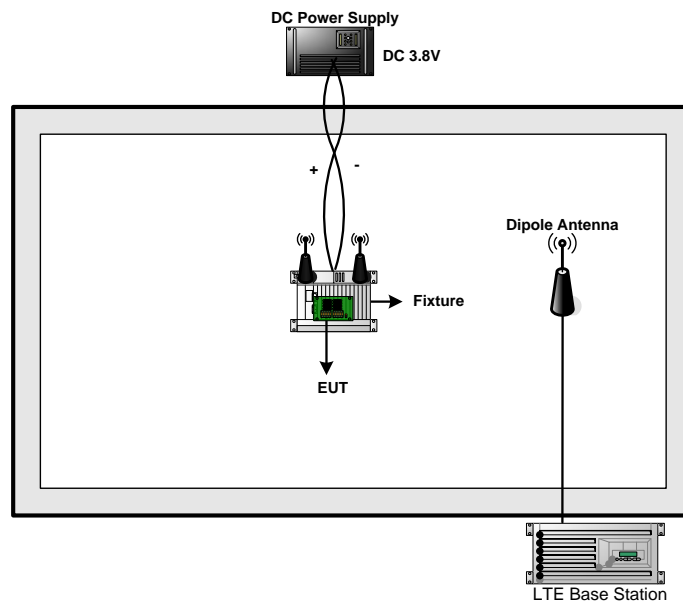 DC Power Supply
DC 3.8V
+ -
Dipole Antenna
Fixture
EUT
LTE Base Station